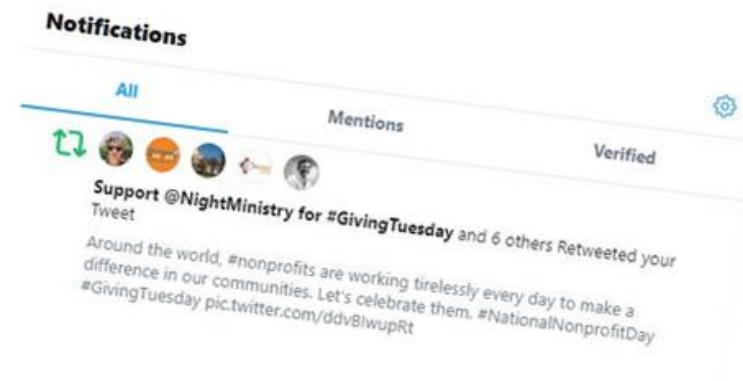 Notifications
All
Mentions
Verified
Support @NightMinistry for #GivingTuesday and 6 others Retweeted your
Tweet
Around the world, #nonprofits are working tirelessly every day to make a
difference in our communities. Let's celebrate them. #NationalNonprofitDay
#GivingTuesday pic.twitter.com/ddvBlwupRt